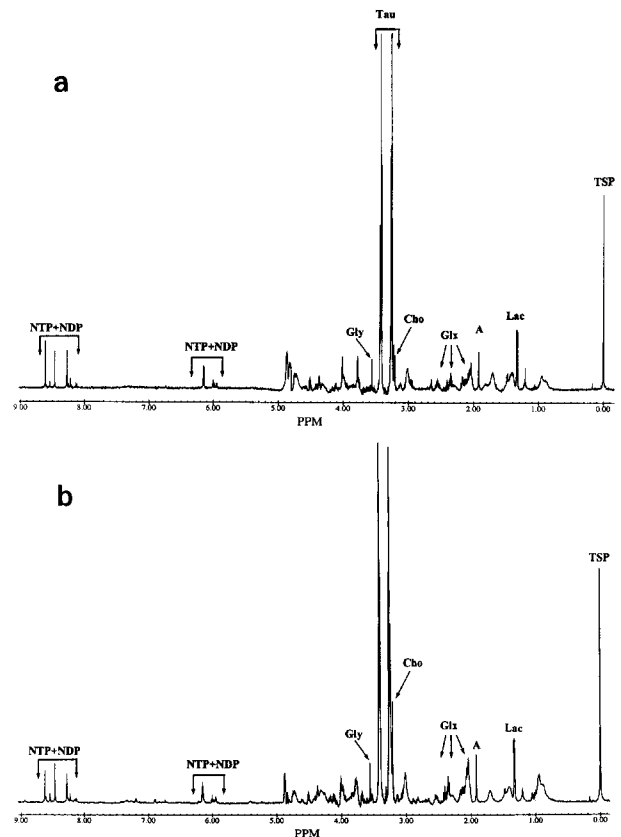 Tau
a
TSP
NTP+NDP
NTP+NDP
Gly
Cho
Glx
A
Lac
9.00 8.00 7.00 6.00 5.00 4.00 3.00 2.00 1.00 0.00
PPM
b
TSP
Cho
NTP+NDP
NTP+NDP
Gly
Glx
A
Lac
9.00 8.00 7.00 6.00 5.00 4.00 3.00 2.00 1.00 0.00
PPM